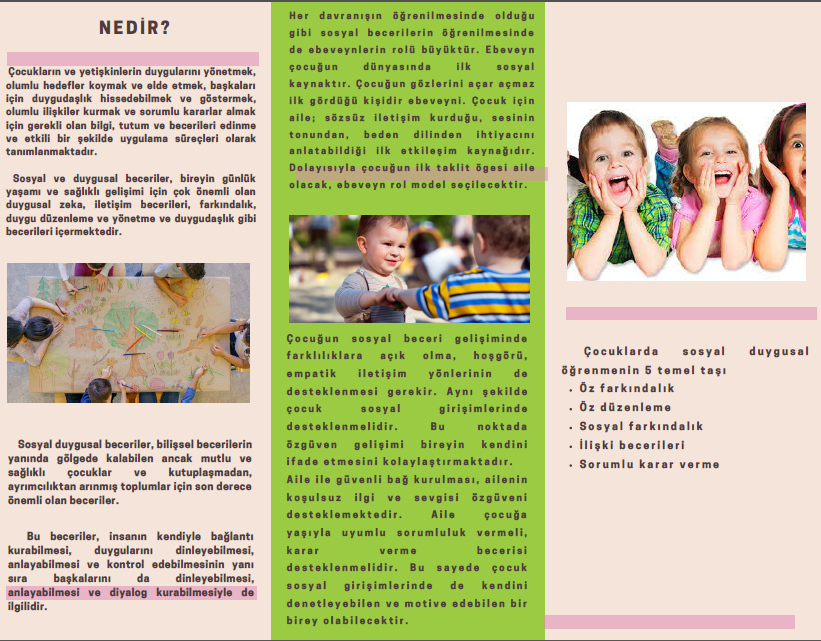 NEDİR?
Çocukların ve yetişkinlerin duygularını yönetmek,
olumlu hedefler koymak ve elde etmek, başkaları
için duygudaşlık hissedebilmek ve göstermek,
olumlu ilişkiler kurmak ve sorumlu kararlar almak
için gerekli olan bilgi, tutum ve becerileri edinme
ve etkili bir şekilde uygulama süreçleri olarak
tanımlanmaktadır.
Sosyal ve duygusal beceriler, bireyin günlük
yaşamı ve sağlıklı gelişimi için çok önemli olan
duygusal zeka, iletişim becerileri, farkındalık,
duygu düzenleme ve yönetme ve duygudaşlık gibi
becerileri içermektedir.
Sosyal duygusal beceriler, bilişsel becerilerin
yanında gölgede kalabilen ancak mutlu ve
sağlıklı çocuklar ve kutuplaşmadan,
ayrımcılıktan arınmış toplumlar için son derece
önemli olan beceriler.
Bu beceriler, insanın kendiyle bağlantı
kurabilmesi, duygularını dinleyebilmesi,
anlayabilmesi ve kontrol edebilmesinin yanı
sıra başkalarını da dinleyebilmesi,
anlayabilmesi ve diyalog kurabilmesiyle de
ilgilidir.
Her davranışın öğrenilmesinde olduğu
gibi sosyal becerilerin öğrenilmesinde
de ebeveynlerin rolü büyüktür. Ebeveyn
çocuğun dünyasında ilk sosyal
kaynaktır. Çocuğun gözlerini açar açmaz
ilk gördüğü kişidir ebeveyni. Çocuk için
aile; sözsüz iletişim kurduğu, sesinin
tonundan, beden dilinden ihtiyacını
anlatabildiği ilk etkileşim kaynağıdır.
Dolayısıyla çocuğun ilk taklit ögesi aile
olacak, ebeveyn rol model seçilecektir.
Çocuğun sosyal beceri gelişiminde
farklılıklara açık olma, hoşgörü,
empatik iletişim yönlerinin de
desteklenmesi gerekir. Aynı şekilde
çocuk sosyal girişimlerinde
desteklenmelidir. Bu noktada
özgüven gelişimi bireyin kendini
ifade etmesini kolaylaştırmaktadır.
Aile ile güvenli bağ kurulması, ailenin
koşulsuz ilgi ve sevgisi özgüveni
desteklemektedir. Aile çocuğa
yaşıyla uyumlu sorumluluk vermeli,
karar verme becerisi
desteklenmelidir. Bu sayede çocuk
sosyal girişimlerinde de kendini
denetleyebilen ve motive edebilen bir
birey olabilecektir.
Çocuklarda sosyal duygusal
öğrenmenin 5 temel taşı
• Öz farkındalık
• Öz düzenleme
• Sosyal farkındalık
• İlişki becerileri
• Sorumlu karar verme